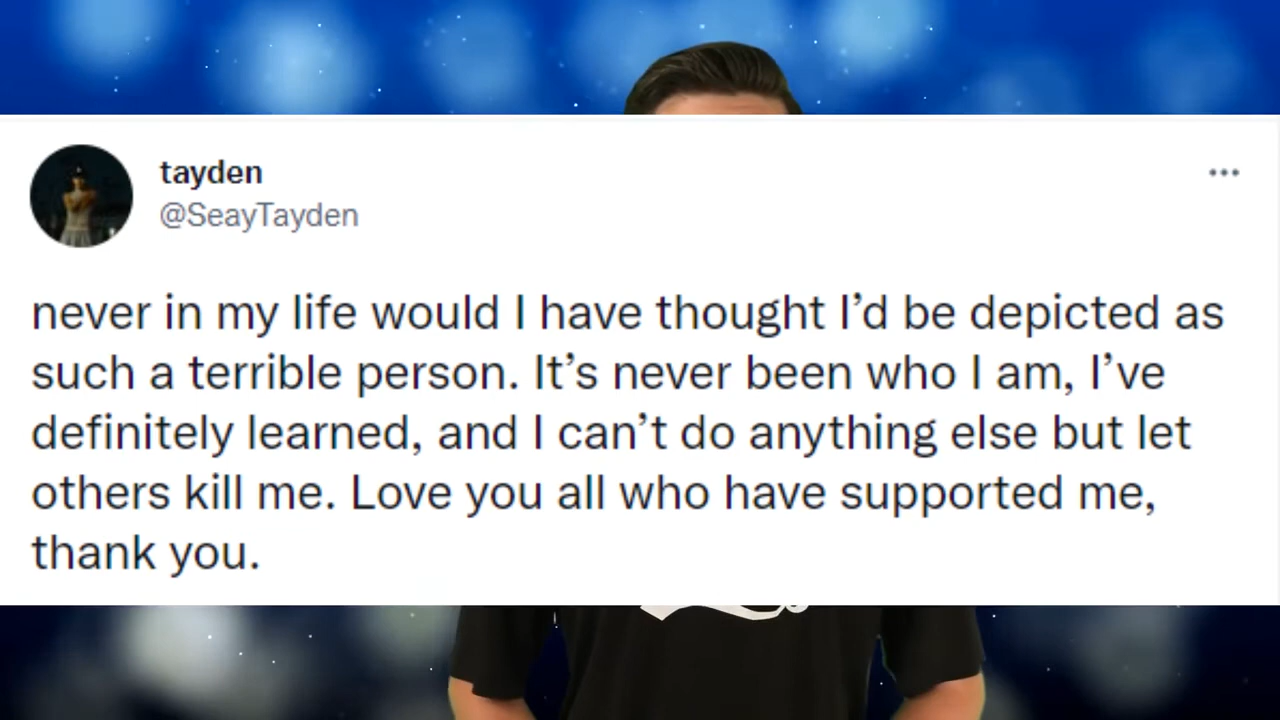 tayden
@SeayTayden
never in my life would I have thought I’d be depicted as
such a terrible person. It’s never been who I am, I’ve
definitely learned, and I can’t do anything else but let
others kill me. Love you all who have supported me,
thank you.